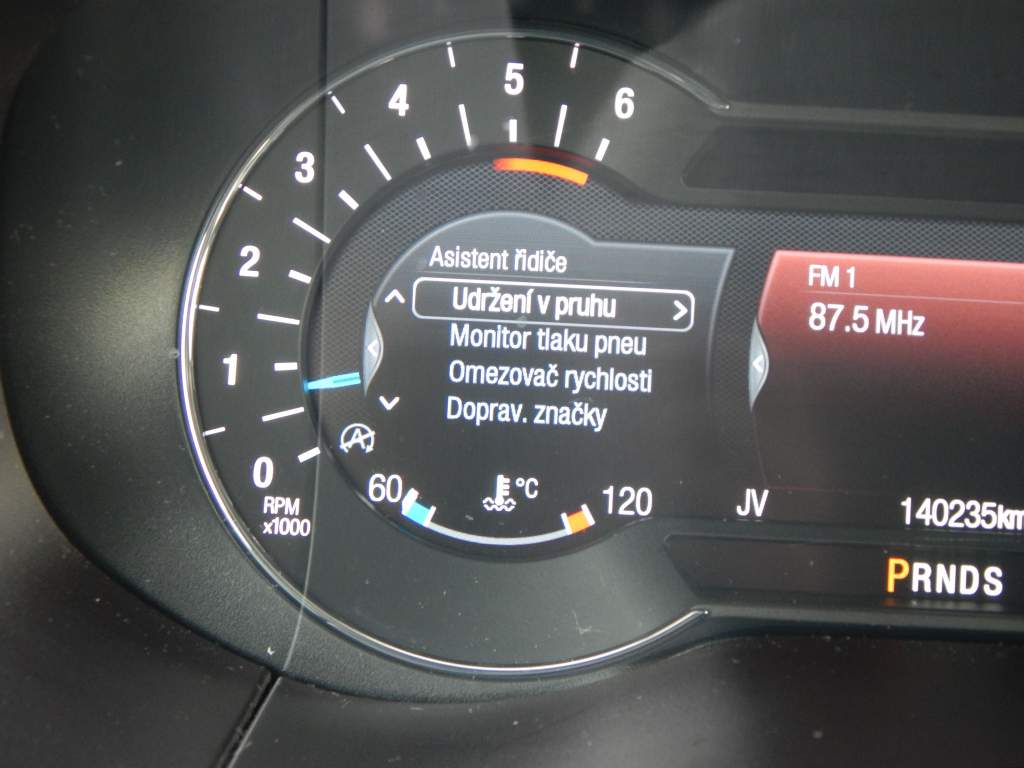 6
5
4
3
2
1
0
RPM
x1000
Asistent řidiče
Udržení v pruhu
Monitor tlaku pneu
Omezovač rychlosti
Doprav. značky
A
60
°C
120
FM 1
87.5 MHz
JV
140235km
PRNDS